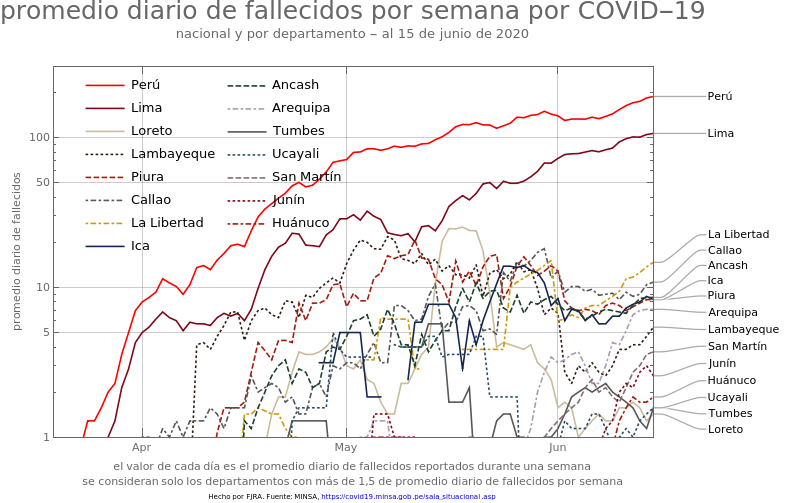 promedio diario de fallecidos por semana por COVID–19
nacional y por departamento – al 15 de junio de 2020
promedio diario de fallecidos
100
50
10
5
1
Apr
May
Jun
Perú
Lima
Loreto
Lambayeque
Piura
Callao
La Libertad
Ica
Ancash
Arequipa
Tumbes
Ucayali
San Martín
Junín
Huánuco
Perú
Lima
La Libertad
Callao
Ancash
Ica
Piura
Arequipa
Lambayeque
San Martín
Junín
Huánuco
Ucayali
Tumbes
Loreto
el valor de cada día es el promedio diario de fallecidos reportados durante una semana
se consideran solo los departamentos con más de 1,5 de promedio diario de fallecidos por semana
Hecho por FJRA. Fuente: MINSA, https://covid19.minsa.gob.pe/sala_situacional.asp